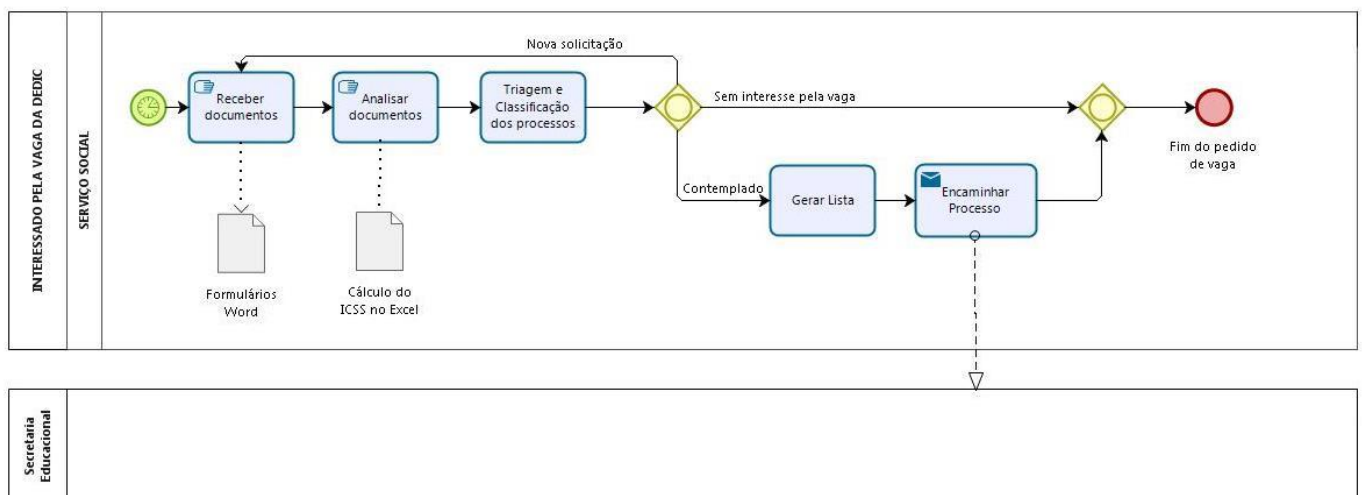 INTERESSADO PELA VAGA DA DEDIC
SERVIÇO SOCIAL
Nova solicitação
Receber
documentos
Analisar
documentos
Triagem e
Classificação
dos processos
Sem interesse pela vaga
Fim do pedido
de vaga
Contemplado
Gerar Lista
Encaminhar
Processo
Formulários
Word
Cálculo do
ICSS no Excel
Secretaria
Educacional